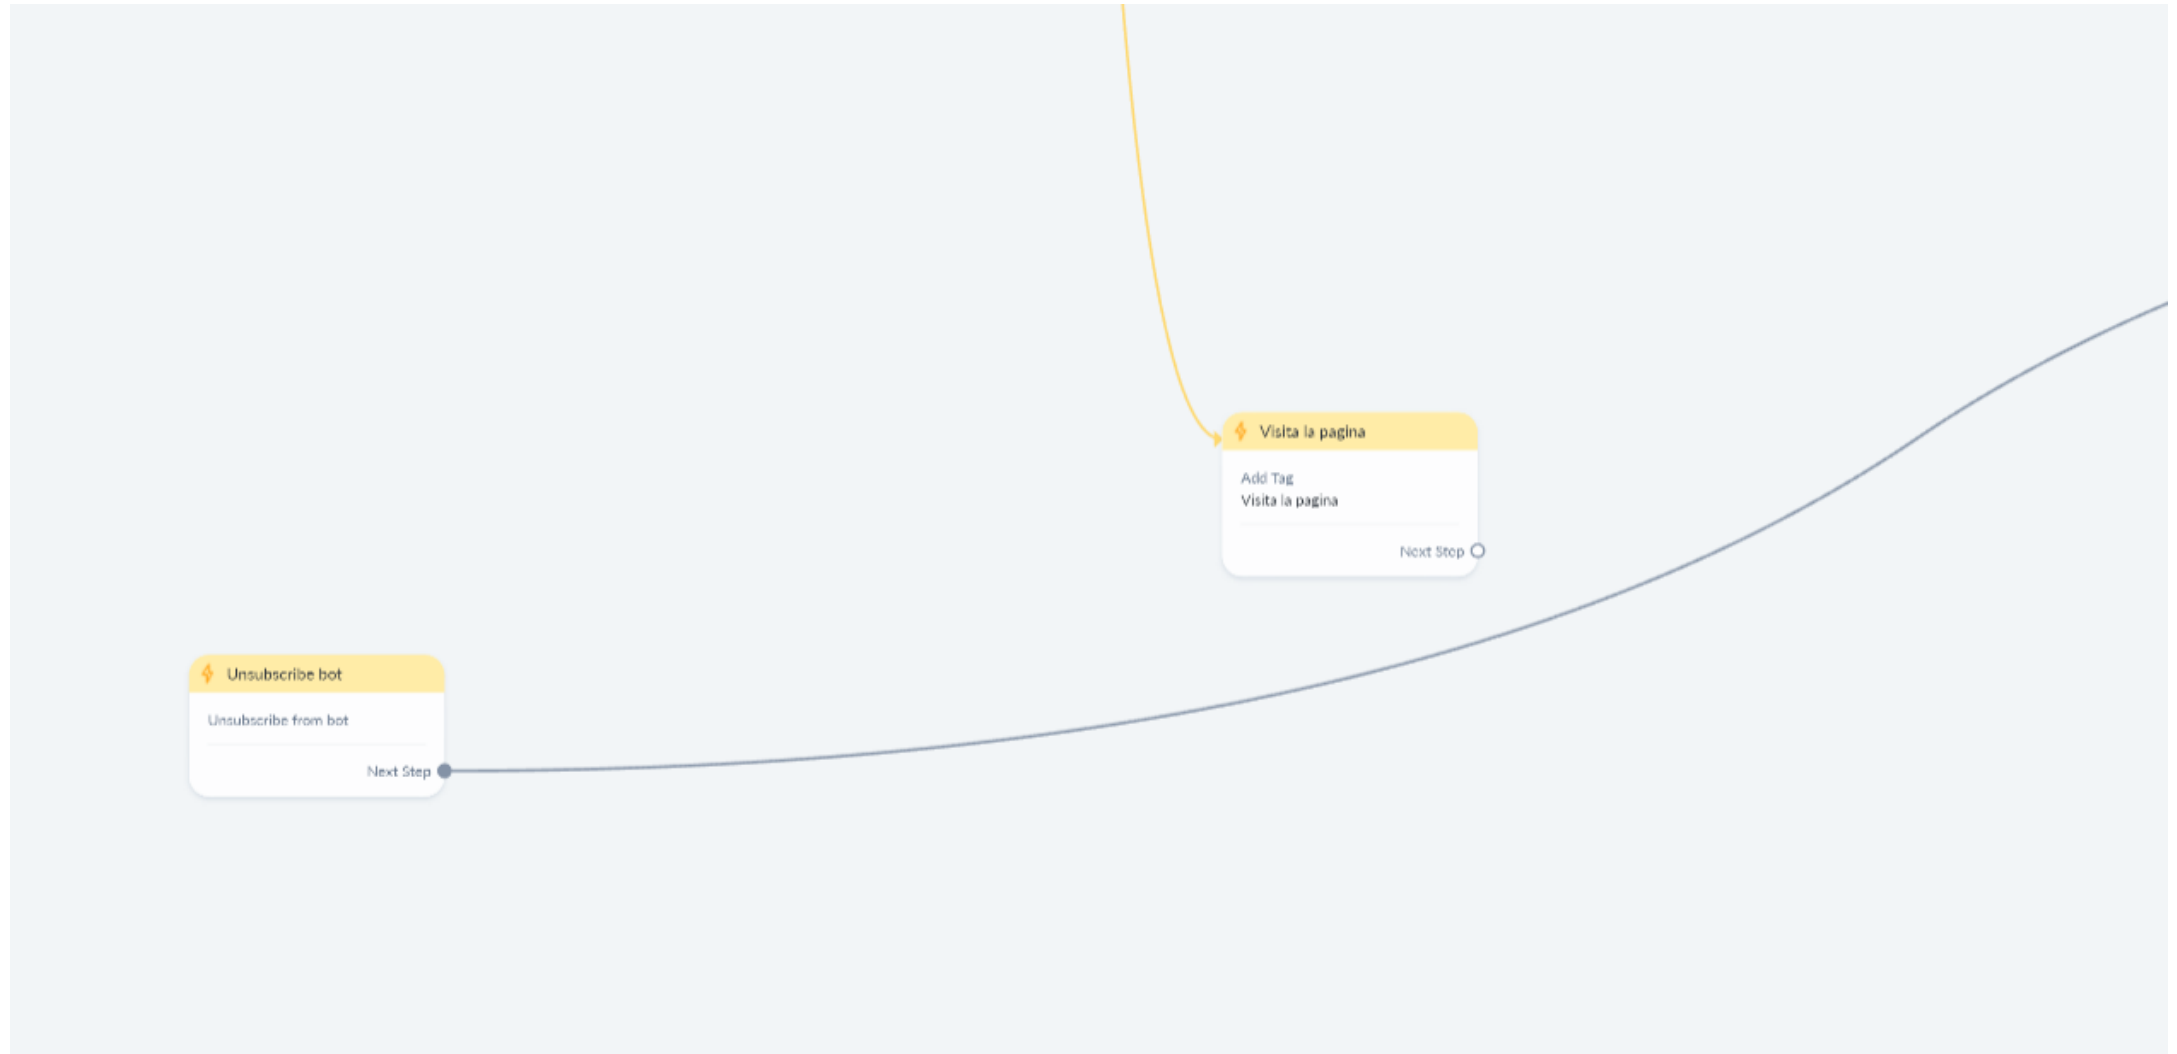 Visita la pagina
Add Tag
Visita la pagina
Next Step
Unsubscribe bot
Unsubscribe from bot
Next Step